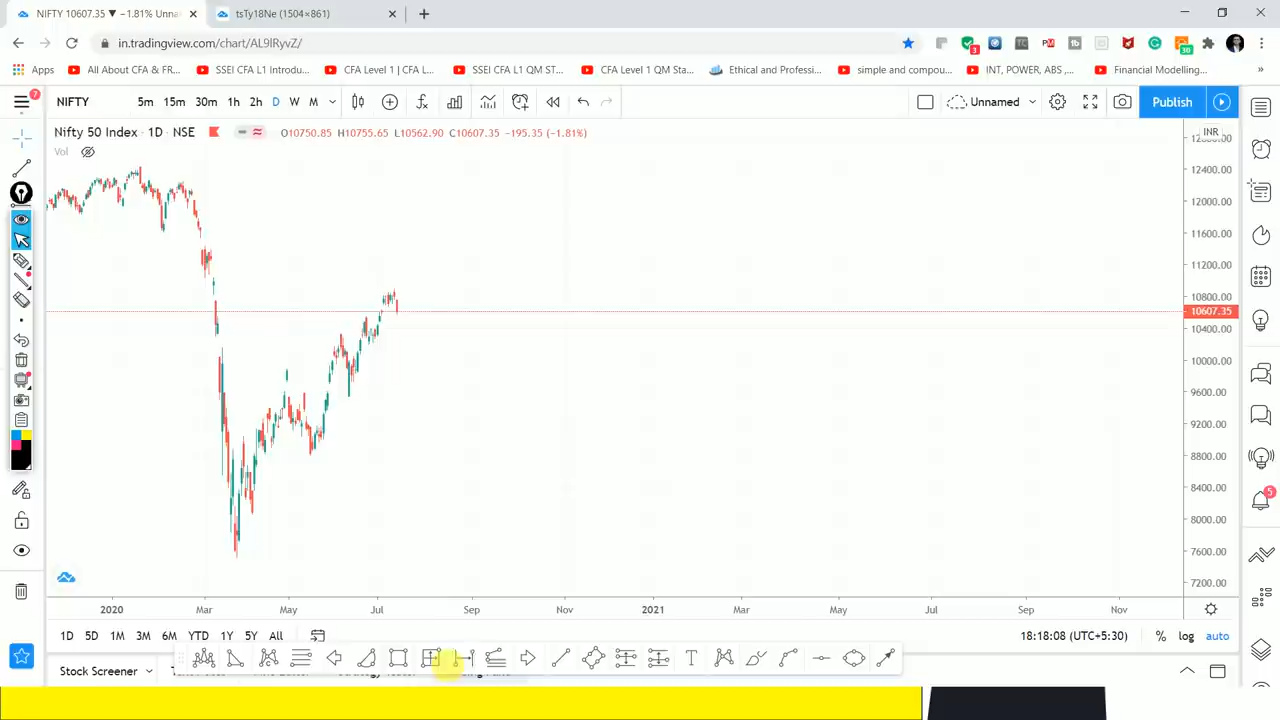 NIFTY 10607.35 ▼ −1.81% Unna
tsTy18Ne (1504×861)
in.tradingview.com/chart/AL9lRyvZ/
Apps
All About CFA & FR...
SSEI CFA L1 Introdu...
CFA Level 1 | CFA L...
SSEI CFA L1 QM ST...
CFA Level 1 QM Sta...
Ethical and Professi...
simple and compou...
INT, POWER, ABS ,...
Financial Modelling...
NIFTY
5m 15m 30m 1h 2h D W M
Unnamed
Publish
Nifty 50 Index · 1D · NSE
O10750.85 H10755.65 L10562.90 C10607.35 −195.35 (−1.81%)
INR
Vol
12400.00
12000.00
11600.00
11200.00
10800.00
10607.35
10400.00
10000.00
9600.00
9200.00
8800.00
8400.00
8000.00
7600.00
7200.00
2020 Mar May Jul Sep Nov 2021 Mar May Jul Sep Nov
1D 5D 1M 3M 6M YTD 1Y 5Y All
18:18:08 (UTC+5:30) % log auto
Stock Screener